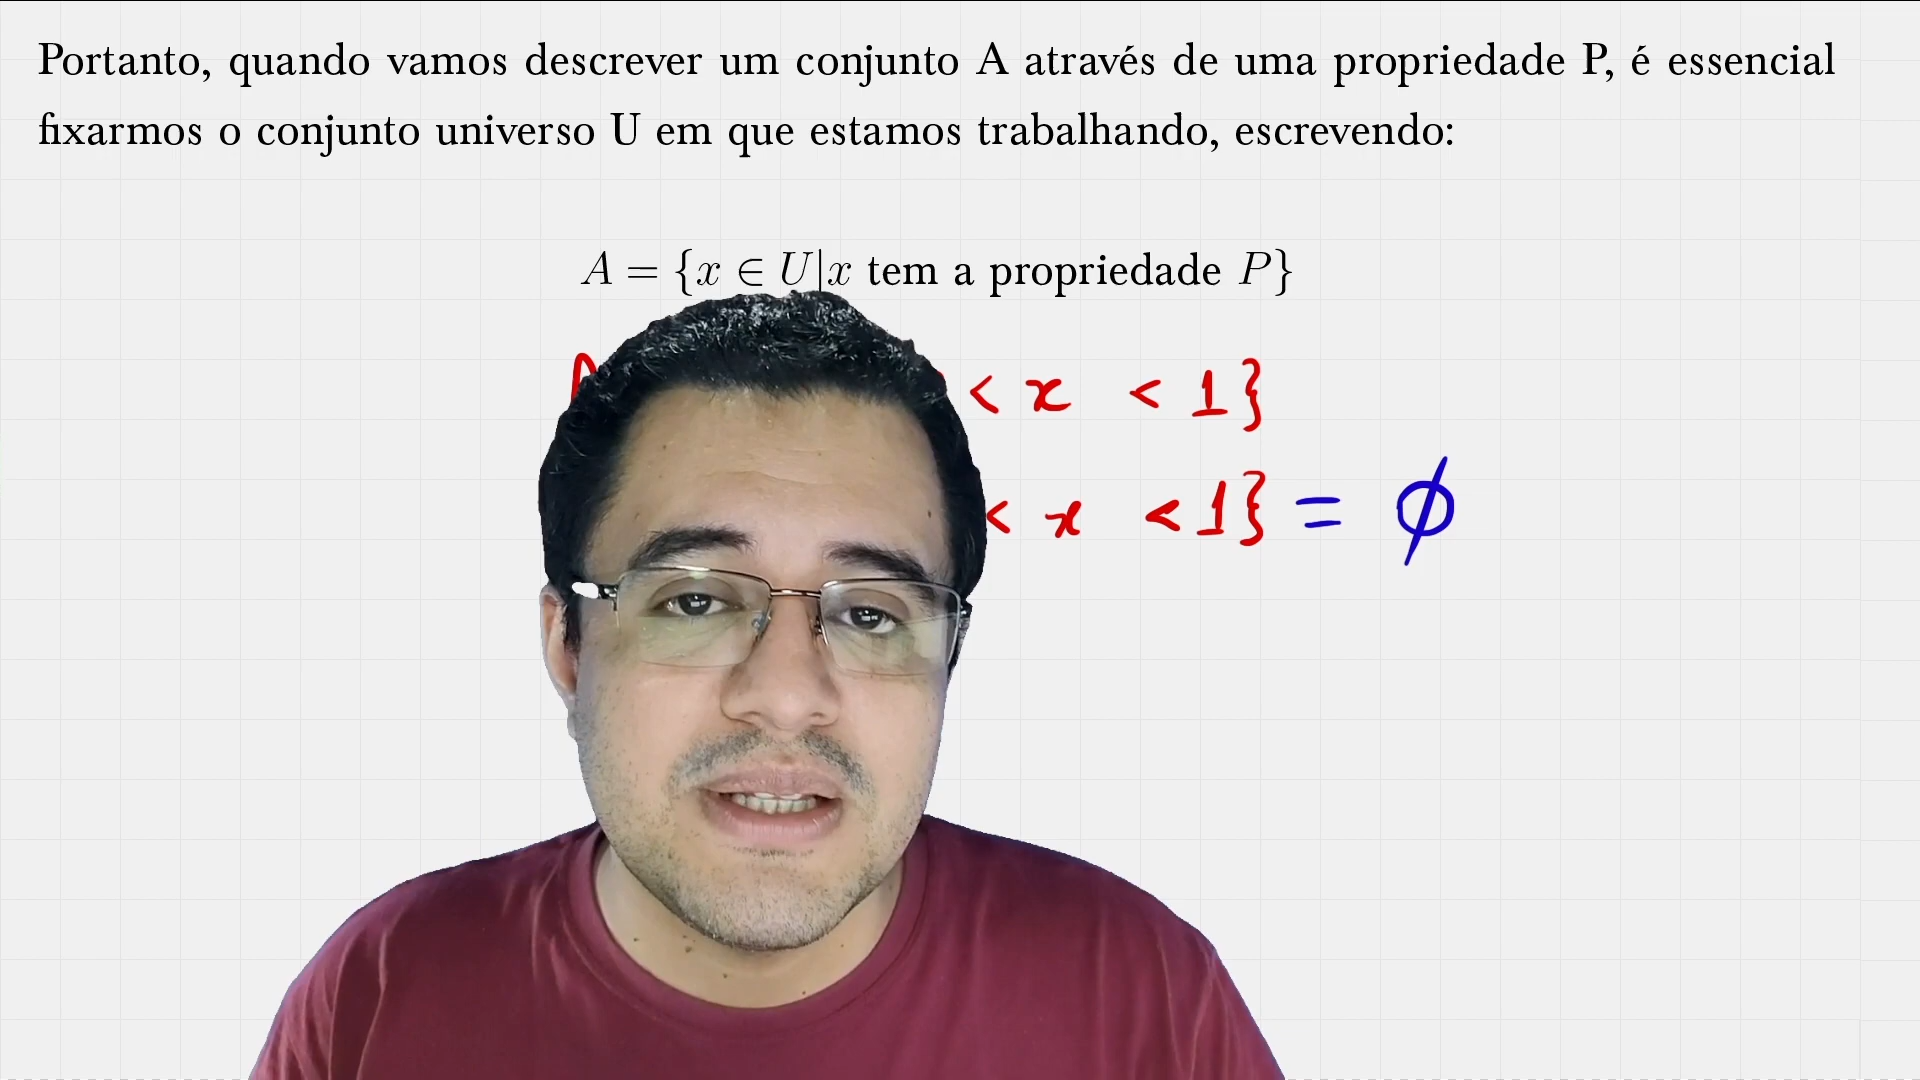 Portanto, quando vamos descrever um conjunto A através de uma propriedade P, é essencial
fixarmos o conjunto universo U em que estamos trabalhando, escrevendo:
A = {x ∈ U|x tem a propriedade P}
< x < 1}
< x < 1} = ϕ